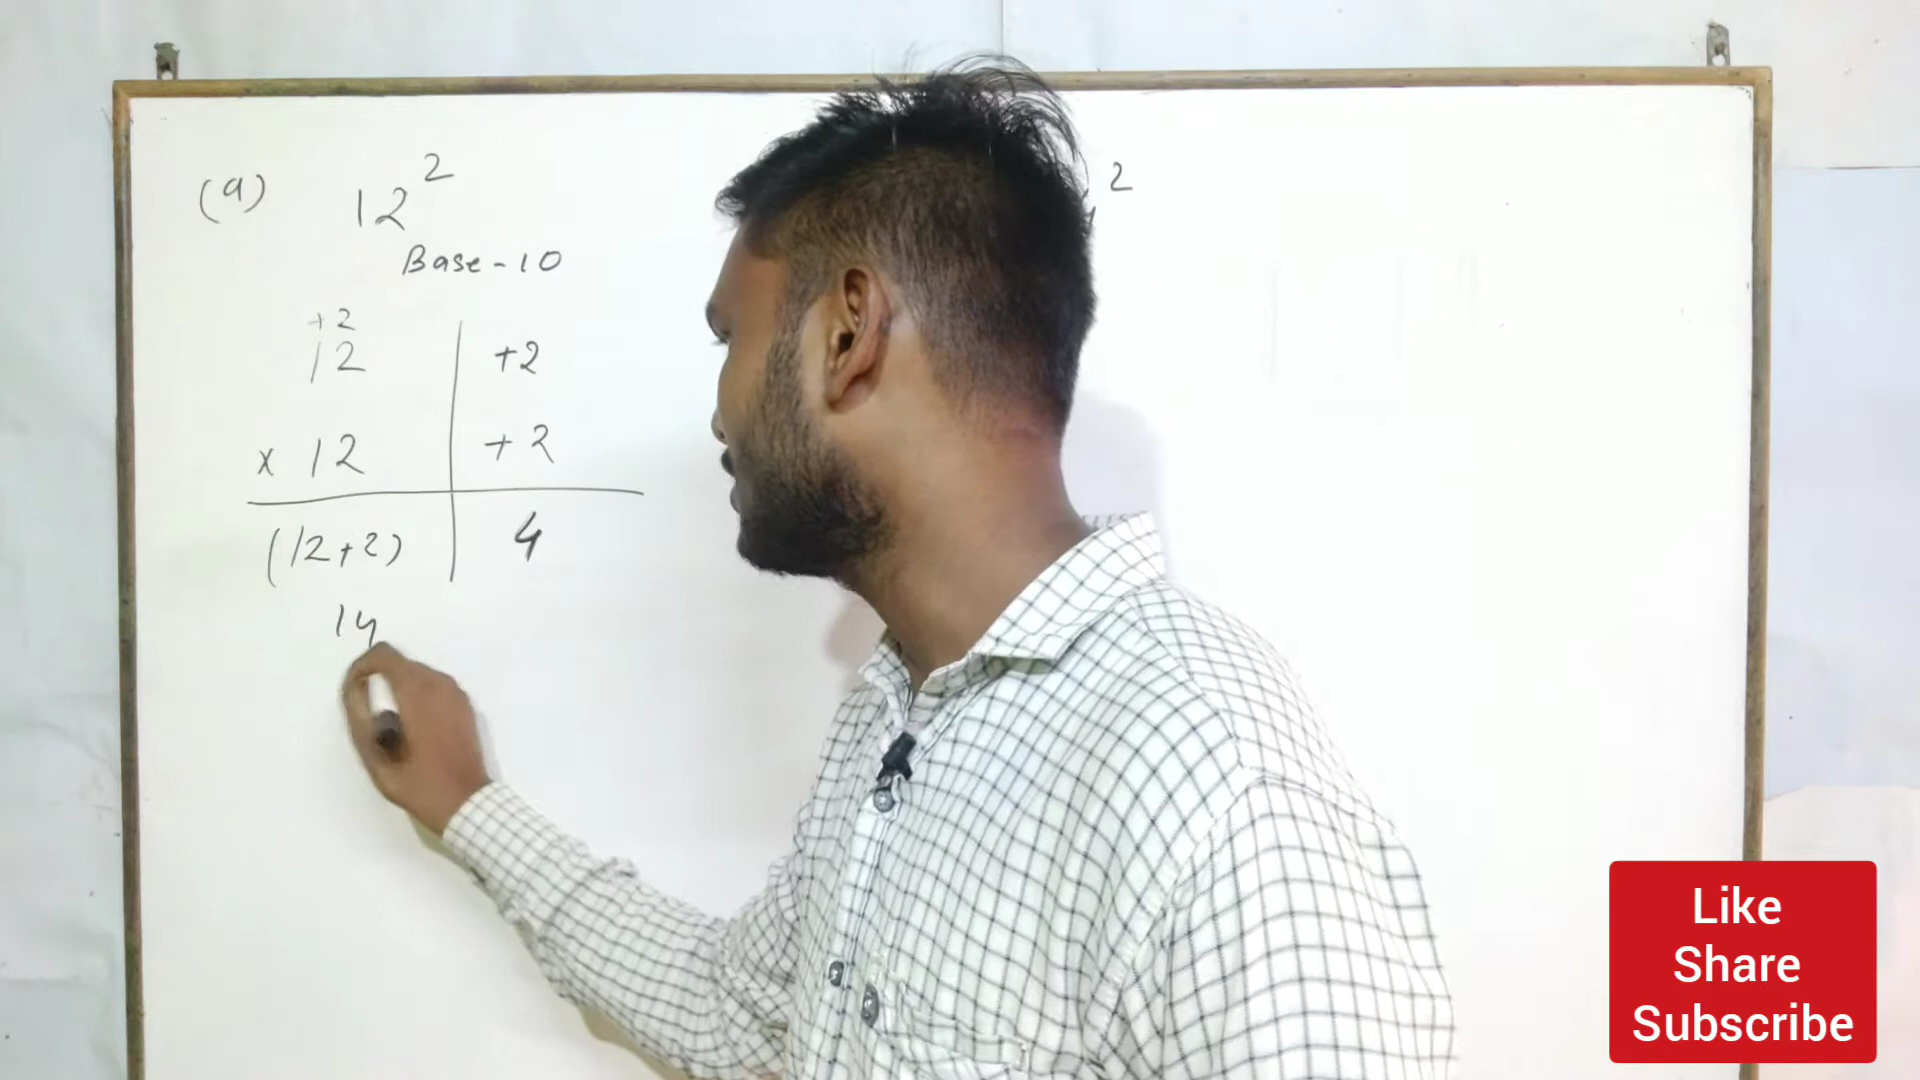 (a) 12²
Base - 10
+2
12 | +2
x 12 | +2
(12+2) | 4
14
2
Like
Share
Subscribe